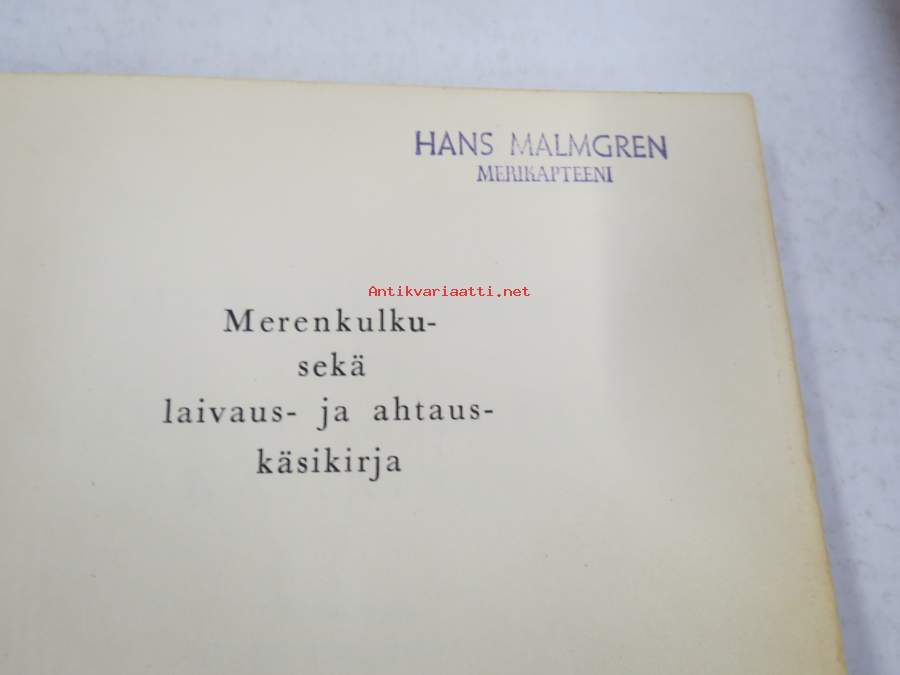 HANS MALMGREN
MERIKAPTEENI
Antikvariaatti.net
Merenkulku-
sekä
laivaus- ja ahtaus-
käsikirja